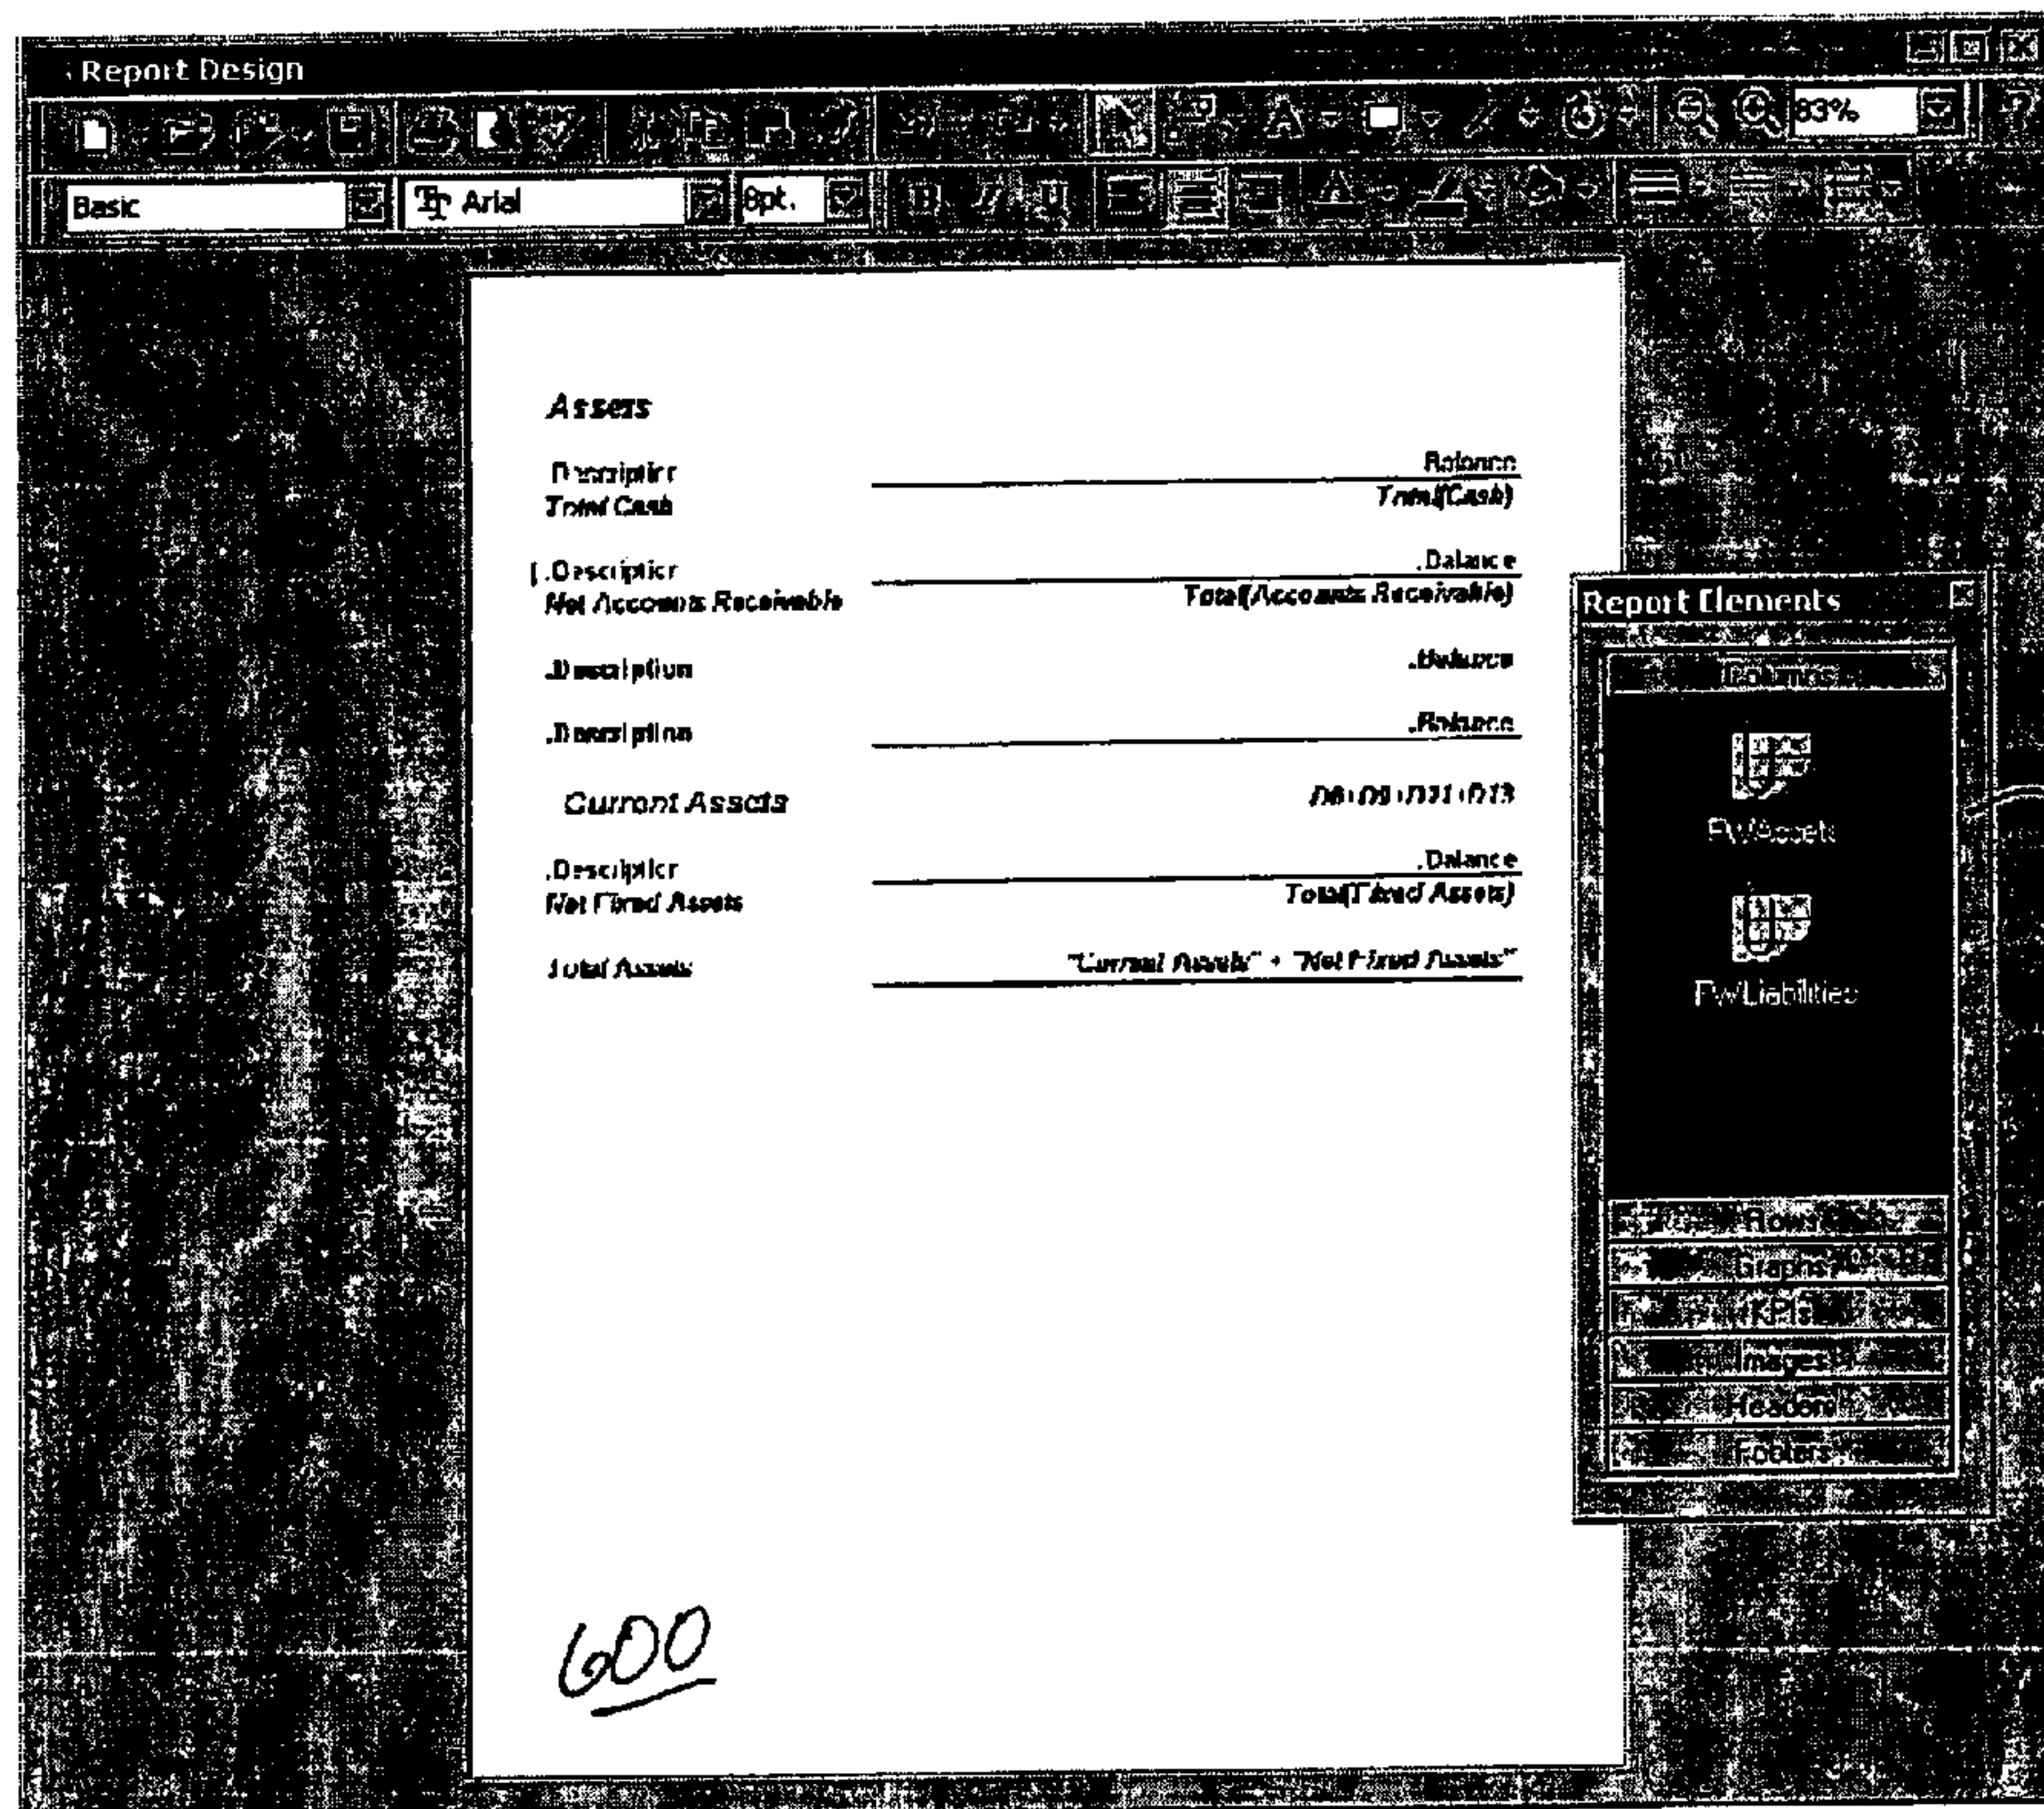 Report Design
83%
Basic
Arial
8pt.
Assets
Description Balance
Total Cash Total(Cash)
.Description .Balance
Net Accounts Receivable Total(Accounts Receivable)
.Description .Balance
.Description .Balance
Current Assets
.Description .Balance
Net Fixed Assets Total(Fixed Assets)
Total Assets "Current Assets" + "Net Fixed Assets"
Report Elements
Columns
FWAssets
FWLiabilities
Rows
Graphs
KPIs
Images
Headers
Footers
600